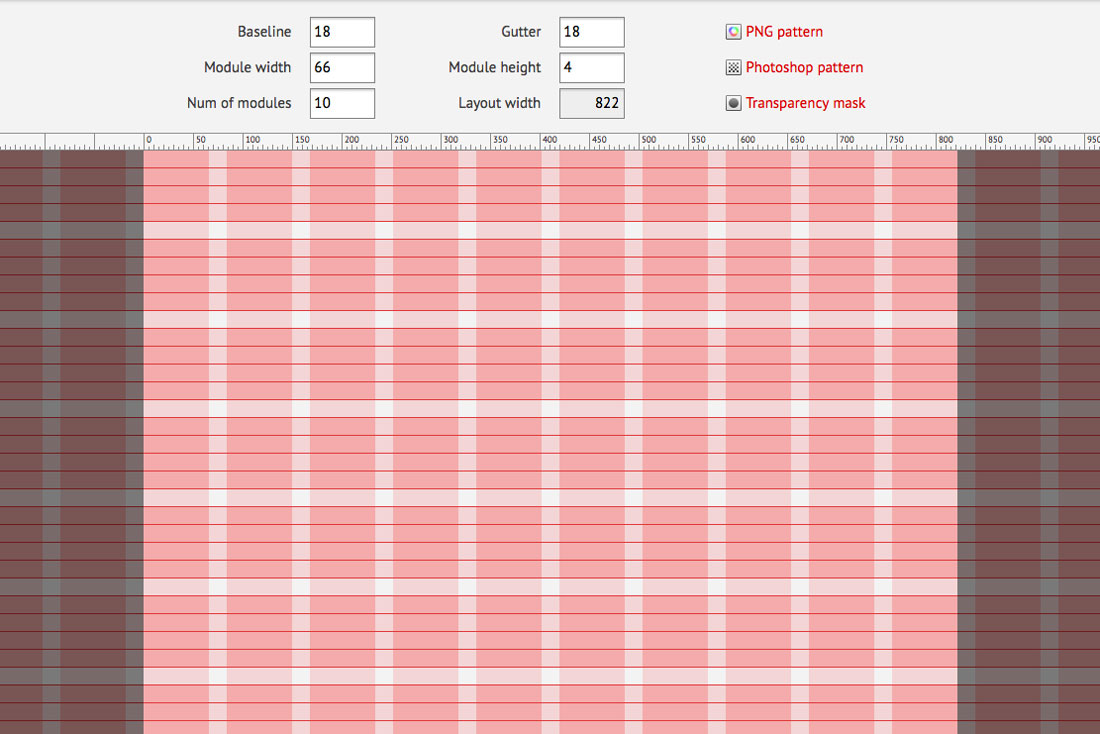 Baseline 18 Gutter 18 PNG pattern
Module width 66 Module height 4 Photoshop pattern
Num of modules 10 Layout width 822 Transparency mask
0 50 100 150 200 250 300 350 400 450 500 550 600 650 700 750 800 850 900 950